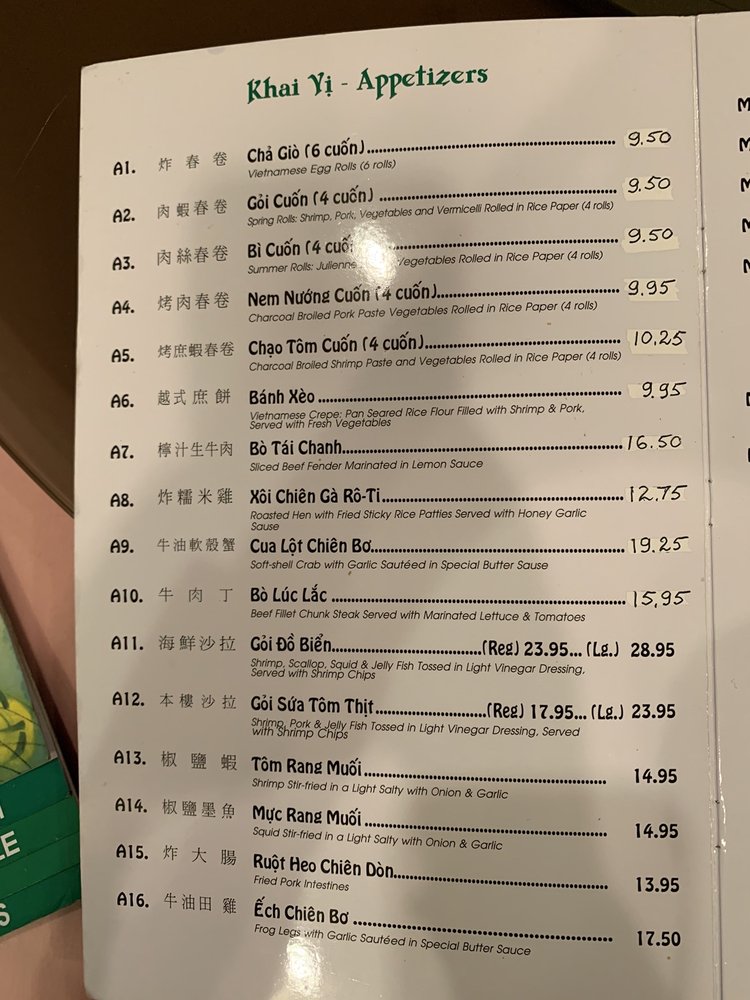 Khai Vị - Appetizers
A1. 炸春卷 Chả Giò (6 cuốn) 9.50
Vietnamese Egg Rolls (6 rolls)
A2. 肉蝦春卷 Gỏi Cuốn (4 cuốn) 9.50
Spring Rolls: Shrimp, Pork, Vegetables and Vermicelli Rolled in Rice Paper (4 rolls)
A3. 肉絲春卷 Bì Cuốn (4 9.50
Summer Rolls: Julienne Vegetables Rolled in Rice Paper (4 rolls)
A4. 烤肉春卷 Nem Nướng Cuốn (4 cuốn) 9.95
Charcoal Broiled Pork Paste Vegetables Rolled in Rice Paper (4 rolls)
A5. 烤庶蝦春卷 Chạo Tôm Cuốn (4 cuốn) 10.25
Charcoal Broiled Shrimp Paste and Vegetables Rolled in Rice Paper (4 rolls)
A6. 越式庶餅 Bánh Xèo 9.95
Vietnamese Crepe: Pan Seared Rice Flour Filled with Shrimp & Pork,
Served with Fresh Vegetables
A7. 檸汁生牛肉 Bò Tái Chanh 16.50
Sliced Beef Fender Marinated in Lemon Sauce
A8. 炸糯米雞 Xôi Chiên Gà Rô-Ti 12.75
Roasted Hen with Fried Sticky Rice Patties Served with Honey Garlic
Sause
A9. 牛油軟殼蟹 Cua Lột Chiên Bơ 19.25
Soft-shell Crab with Garlic Sautéed in Special Butter Sause
A10. 牛肉丁 Bò Lúc Lắc 15.95
Beef Fillet Chunk Steak Served with Marinated Lettuce & Tomatoes
A11. 海鮮沙拉 Gỏi Đồ Biển (Reg) 23.95... (Lg.) 28.95
Shrimp, Scallop, Squid & Jelly Fish Tossed in Light Vinegar Dressing,
Served with Shrimp Chips
A12. 本樓沙拉 Gỏi Sứa Tôm Thịt (Reg) 17.95... (Lg.) 23.95
Shrimp, Pork & Jelly Fish Tossed in Light Vinegar Dressing, Served
with Shrimp Chips
A13. 椒鹽蝦 Tôm Rang Muối 14.95
Shrimp Stir-fried in a Light Salty with Onion & Garlic
A14. 椒鹽墨魚 Mực Rang Muối 14.95
Squid Stir-fried in a Light Salty with Onion & Garlic
A15. 炸大腸 Ruột Heo Chiên Dòn 13.95
Fried Pork Intestines
A16. 牛油田雞 Ếch Chiên Bơ 17.50
Frog Legs with Garlic Sautéed in Special Butter Sauce